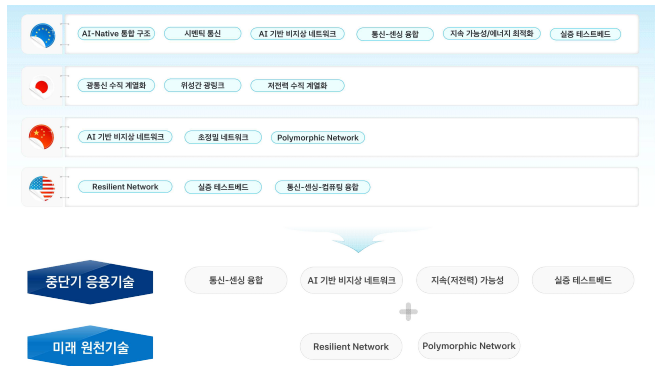 AI-Native 통합 구조 시멘틱 통신 AI 기반 비지상 네트워크 통신-센싱 융합 지속 가능성/에너지 최적화 실증 테스트베드
광통신 수직 계열화 위성간 광링크 저전력 수직 계열화
AI 기반 비지상 네트워크 초정밀 네트워크 Polymorphic Network
Resilient Network 실증 테스트베드 통신-센싱-컴퓨팅 융합
중단기 응용기술 통신-센싱 융합 AI 기반 비지상 네트워크 지속(저전력) 가능성 실증 테스트베드
미래 원천기술 Resilient Network Polymorphic Network